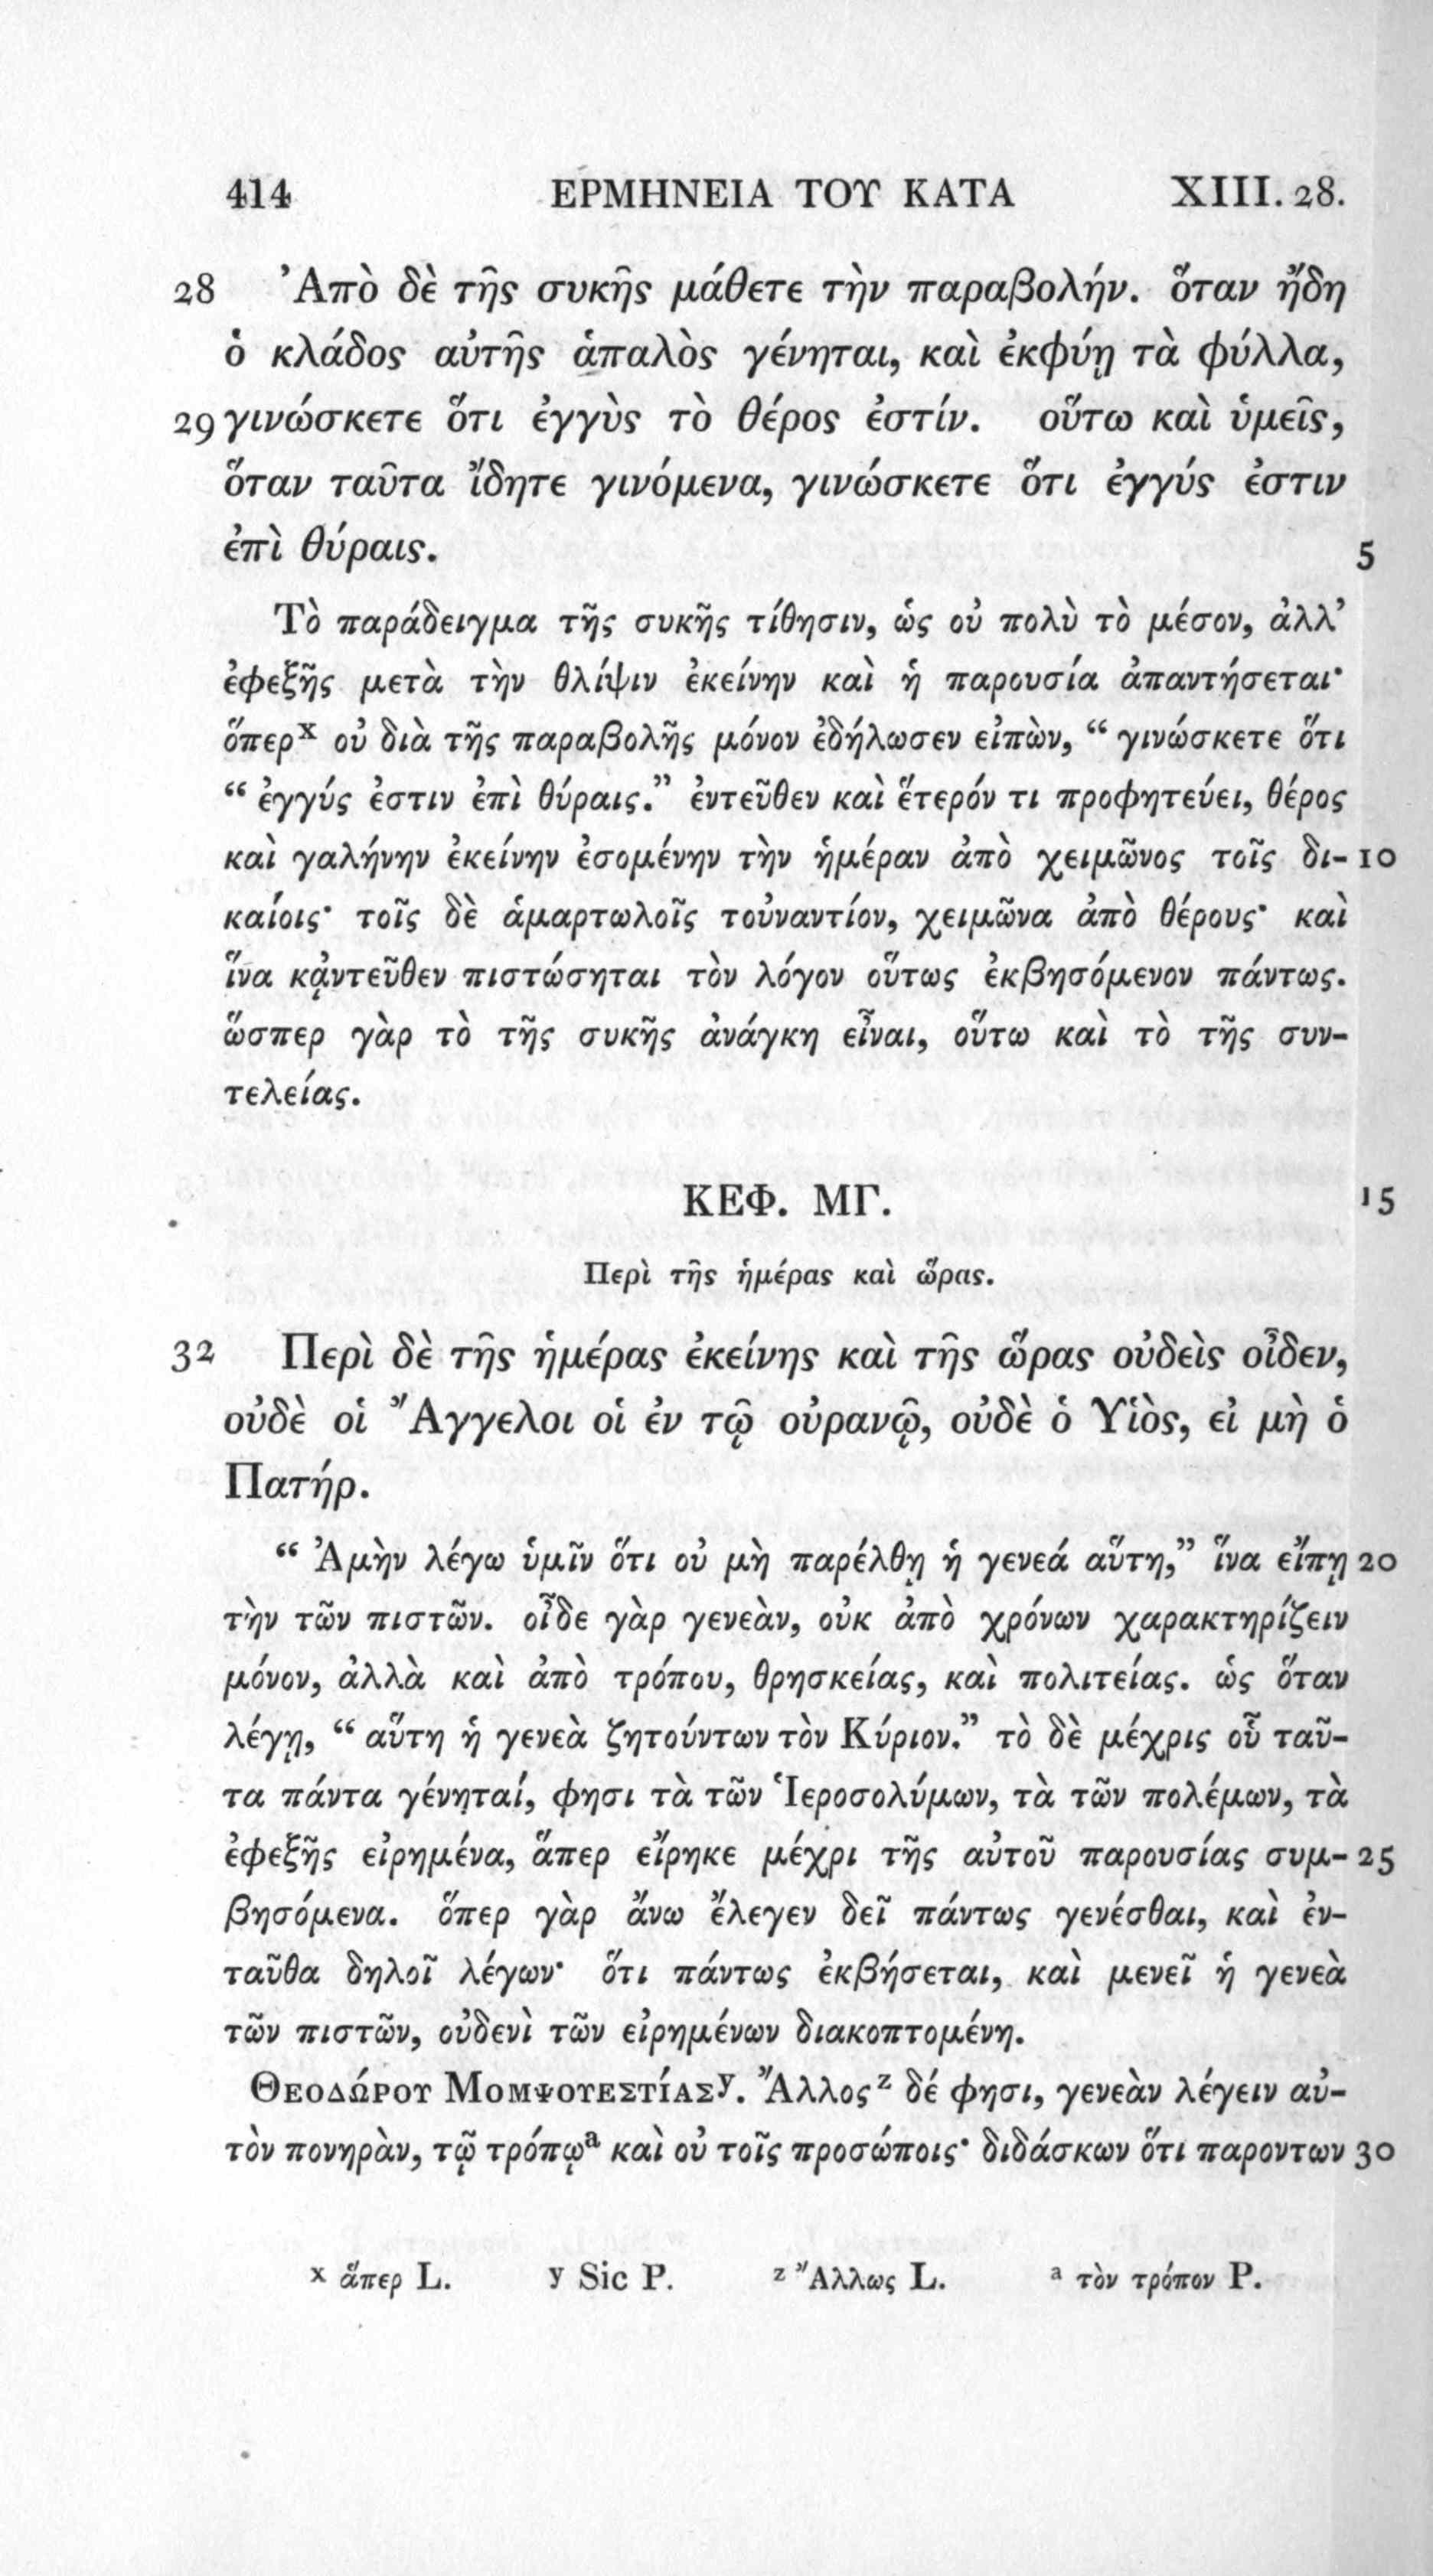 414 ΕΡΜΗΝΕΙΑ ΤΟΥ ΚΑΤΑ XIII. 28.
28 Ἀπὸ δὲ τῆς συκῆς μάθετε τὴν παραβολήν. ὅταν ἤδη
ὁ κλάδος αὐτῆς ἁπαλὸς γένηται, καὶ ἐκφύῃ τὰ φύλλα,
29 γινώσκετε ὅτι ἐγγὺς τὸ θέρος ἐστίν. οὕτω καὶ ὑμεῖς,
ὅταν ταῦτα ἴδητε γινόμενα, γινώσκετε ὅτι ἐγγύς ἐστιν
ἐπὶ θύραις. 5
Τὸ παράδειγμα τῆς συκῆς τίθησιν, ὡς οὐ πολὺ τὸ μέσον, ἀλλ’
ἐφεξῆς μετὰ τὴν θλίψιν ἐκείνην καὶ ἡ παρουσία ἀπαντήσεται·
ὅπερ x οὐ διὰ τῆς παραβολῆς μόνον ἐδήλωσεν εἰπὼν, “ γινώσκετε ὅτι
“ ἐγγύς ἐστιν ἐπὶ θύραις.” ἐντεῦθεν καὶ ἕτερόν τι προφητεύει, θέρος
καὶ γαλήνην ἐκείνην ἐσομένην τὴν ἡμέραν ἀπὸ χειμῶνος τοῖς δι- 10
καίοις· τοῖς δὲ ἁμαρτωλοῖς τοὐναντίον, χειμῶνα ἀπὸ θέρους· καὶ
ἵνα κᾀντεῦθεν πιστώσηται τὸν λόγον οὕτως ἐκβησόμενον πάντως.
ὥσπερ γὰρ τὸ τῆς συκῆς ἀνάγκη εἶναι, οὕτω καὶ τὸ τῆς συν-
τελείας.
ΚΕΦ. ΜΓ. 15
Περὶ τῆς ἡμέρας καὶ ὥρας.
32 Περὶ δὲ τῆς ἡμέρας ἐκείνης καὶ τῆς ὥρας οὐδεὶς οἶδεν,
οὐδὲ οἱ Ἄγγελοι οἱ ἐν τῷ οὐρανῷ, οὐδὲ ὁ Υἱὸς, εἰ μὴ ὁ
Πατήρ.
“ Ἀμὴν λέγω ὑμῖν ὅτι οὐ μὴ παρέλθῃ ἡ γενεά αὕτη,” ἵνα εἴπῃ 20
τὴν τῶν πιστῶν. οἶδε γὰρ γενεὰν, οὐκ ἀπὸ χρόνων χαρακτηρίζειν
μόνον, ἀλλὰ καὶ ἀπὸ τρόπου, θρησκείας, καὶ πολιτείας. ὡς ὅταν
λέγῃ, “ αὕτη ἡ γενεὰ ζητούντων τὸν Κύριον.” τὸ δὲ μέχρις οὗ ταῦ-
τα πάντα γένηταί, φησι τὰ τῶν Ἱεροσολύμων, τὰ τῶν πολέμων, τὰ
ἐφεξῆς εἰρημένα, ἅπερ εἴρηκε μέχρι τῆς αὐτοῦ παρουσίας συμ- 25
βησόμενα. ὅπερ γὰρ ἄνω ἔλεγεν δεῖ πάντως γενέσθαι, καὶ ἐν-
ταῦθα δηλοῖ λέγων· ὅτι πάντως ἐκβήσεται, καὶ μενεῖ ἡ γενεὰ
τῶν πιστῶν, οὐδενὶ τῶν εἰρημένων διακοπτομένη.
ΘΕΟΔΏΡΟΥ ΜΟΜΨΟΥΕΣΤΊΑΣ y. Ἄλλος z δέ φησι, γενεὰν λέγειν αὐ-
τὸν πονηρὰν, τῷ τρόπῳ a καὶ οὐ τοῖς προσώποις· διδάσκων ὅτι παροντων 30
x ἅπερ L. y Sic P. z Ἄλλως L. a τὸν τρόπον P.